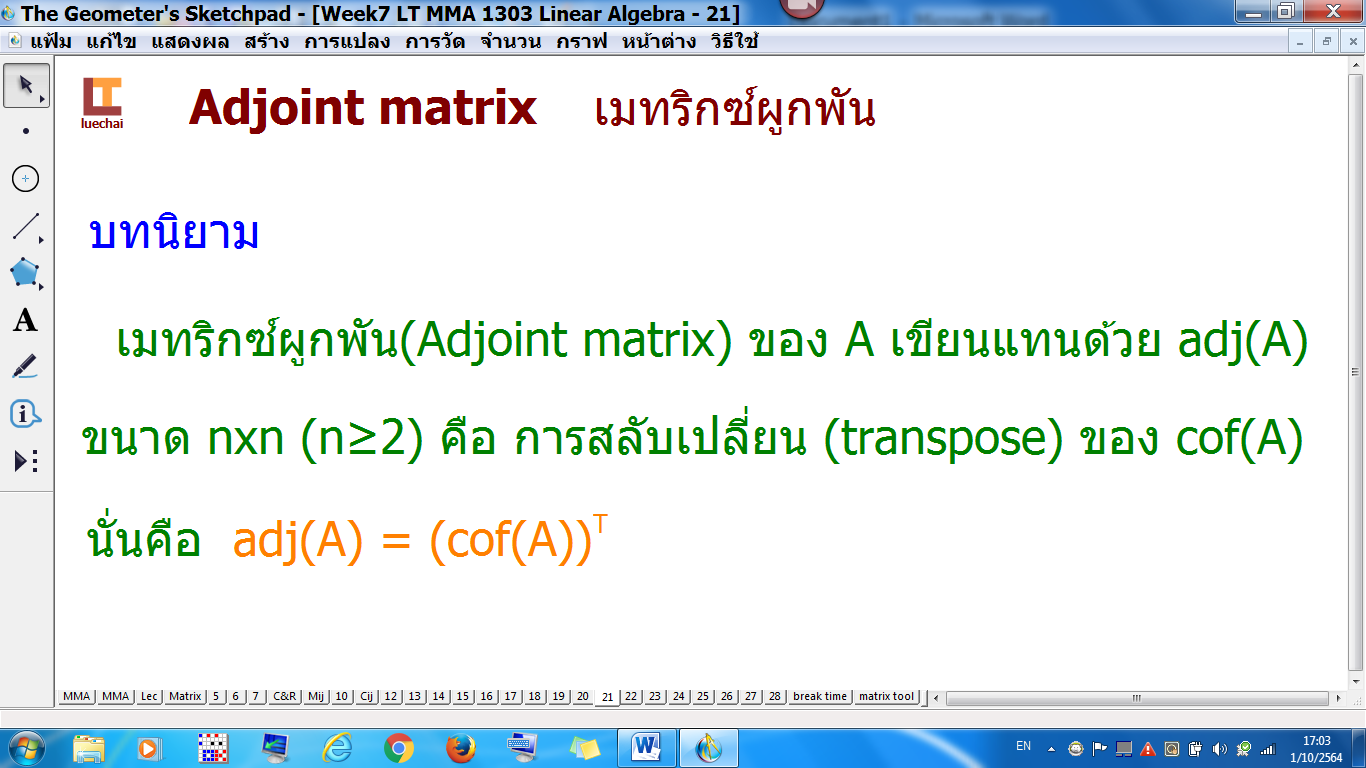 The Geometer's Sketchpad - [Week7 LT MMA 1303 Linear Algebra - 21]
แฟ้ม แก้ไข แสดงผล สร้าง การแปลง การวัด จำนวน กราฟ หน้าต่าง วิธีใช้
LT
luechai
Adjoint matrix เมทริกซ์ผูกพัน
บทนิยาม
เมทริกซ์ผูกพัน(Adjoint matrix) ของ A เขียนแทนด้วย adj(A)
ขนาด nxn (n≥2) คือ การสลับเปลี่ยน (transpose) ของ cof(A)
นั่นคือ adj(A) = (cof(A))ᵀ
A
MMA MMA Lec Matrix 5 6 7 C&R Mij 10 Cij 12 13 14 15 16 17 18 19 20 21 22 23 24 25 26 27 28 break time matrix tool
EN
17:03
1/10/2564